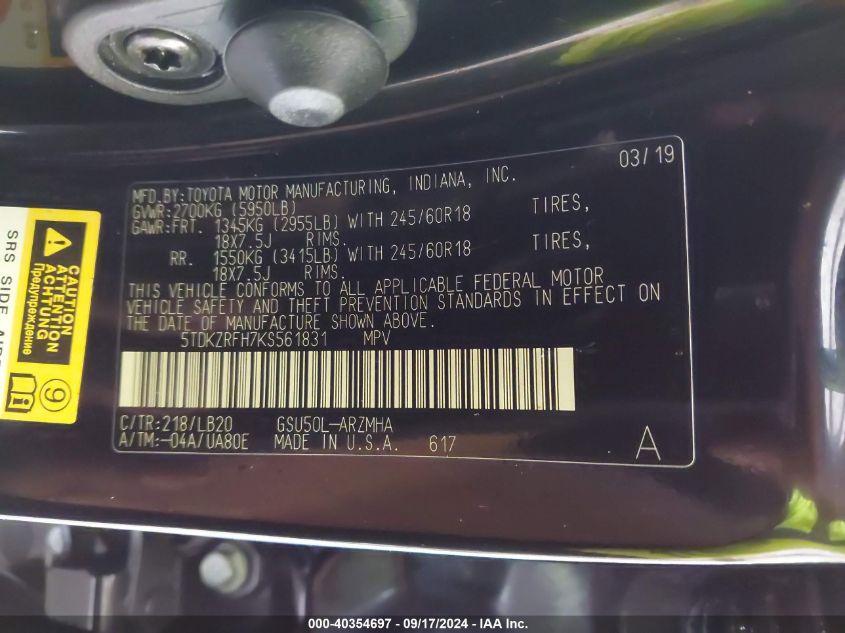 03/19
MFD.BY:TOYOTA MOTOR MANUFACTURING, INDIANA, INC.
GVWR:2700KG (5950LB)
GAWR:FRT. 1345KG (2955LB) WITH 245/60R18 TIRES,
18X7.5J RIMS.
RR. 1550KG (3415LB) WITH 245/60R18 TIRES,
18X7.5J RIMS.
THIS VEHICLE CONFORMS TO ALL APPLICABLE FEDERAL MOTOR
VEHICLE SAFETY AND THEFT PREVENTION STANDARDS IN EFFECT ON
THE DATE OF MANUFACTURE SHOWN ABOVE.
5TDKZRFH7KS561831 MPV
C/TR:218/LB20 GSU50L-ARZMHA
A/TM:-04A/UA80E MADE IN U.S.A. 617
A
SRS SIDE
CAUTION
ATTENTION
ACHTUNG
Предупреждение
9
000-40354697 - 09/17/2024 - IAA Inc.